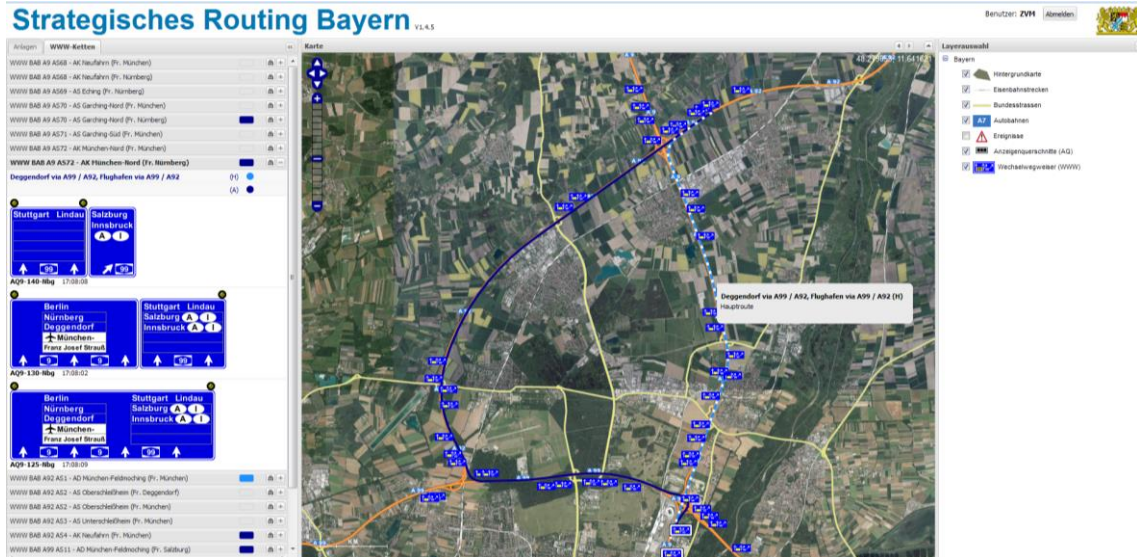 Strategisches Routing Bayern V1.4.5
Benutzer: ZVM Abmelden
Anlagen WWW-Ketten
WWW BAB A9 AS68 - AK Neufahrn (Fr. München)
WWW BAB A9 AS68 - AK Neufahrn (Fr. Nürnberg)
WWW BAB A9 AS69 - AS Eching (Fr. Nürnberg)
WWW BAB A9 AS70 - AS Garching-Nord (Fr. München)
WWW BAB A9 AS70 - AS Garching-Nord (Fr. Nürnberg)
WWW BAB A9 AS71 - AS Garching-Süd (Fr. München)
WWW BAB A9 AS72 - AK München-Nord (Fr. München)
WWW BAB A9 AS72 - AK München-Nord (Fr. Nürnberg)
Deggendorf via A99 / A92, Flughafen via A99 / A92 (H)
(A)
Stuttgart Lindau
99
Salzburg
Innsbruck
A I
99
AQ9-140-Nbg 17:08:08
Berlin
Nürnberg
Deggendorf
München-
Franz Josef Strauß
9 9
Stuttgart Lindau
Salzburg A I
Innsbruck A I
99
AQ9-130-Nbg 17:08:02
Berlin Stuttgart Lindau
Nürnberg Salzburg A I
Deggendorf Innsbruck A I
München-
Franz Josef Strauß
9 9 99
AQ9-125-Nbg 17:08:09
WWW BAB A92 AS1 - AD München-Feldmoching (Fr. München)
WWW BAB A92 AS2 - AS Oberschleißheim (Fr. Deggendorf)
WWW BAB A92 AS2 - AS Oberschleißheim (Fr. München)
WWW BAB A92 AS3 - AS Unterschleißheim (Fr. München)
WWW BAB A92 AS4 - AK Neufahrn (Fr. München)
WWW BAB A99 AS11 - AD München-Feldmoching (Fr. Salzburg)
Karte
A 9
A 92
Deggendorf via A99 / A92, Flughafen via A99 / A92 (H)
Hauptroute
Layerauswahl
Bayern
Hintergrundkarte
Eisenbahnstrecken
Bundesstrassen
A7 Autobahnen
Ereignisse
Anzeigenquerschnitte (AQ)
Wechselwegweiser (WWW)